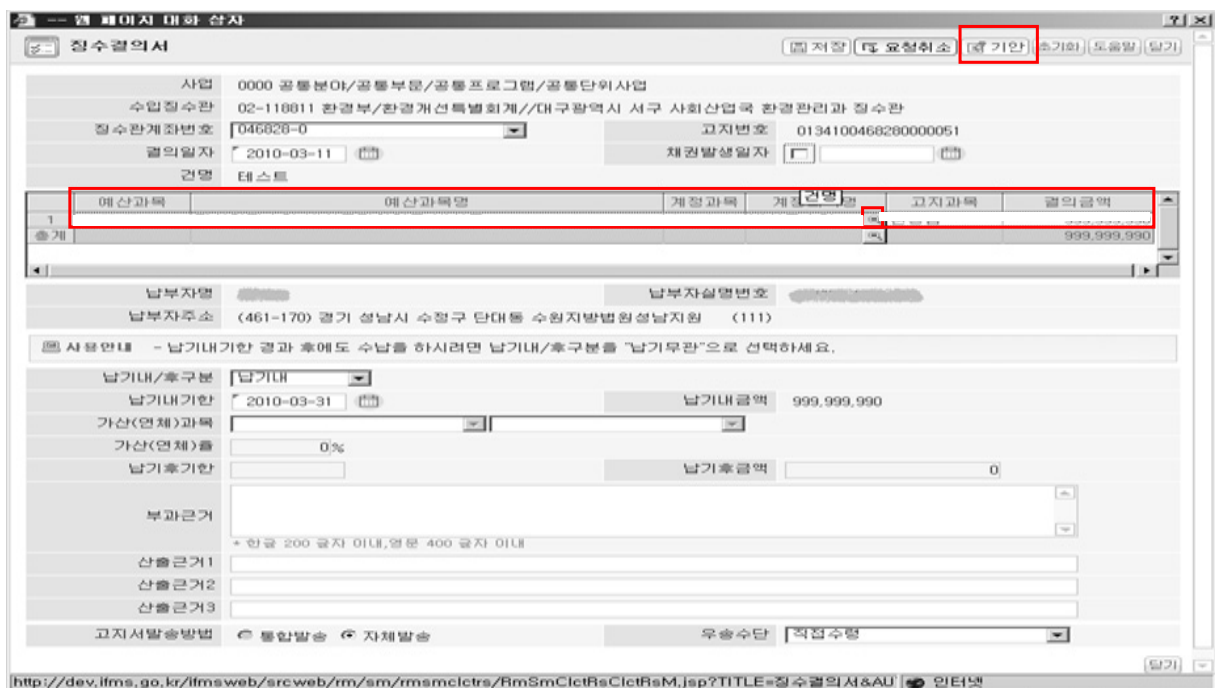 -- 웹 페이지 대화 상자
징수결의서 저장 요청취소 기안 초기화 도움말 닫기
사업 0000 공통분야/공통부문/공통프로그램/공통단위사업
수입징수관 02-118811 환경부/환경개선특별회계//대구광역시 서구 사회산업국 환경관리과 징수관
징수관계좌번호 046828-0 고지번호 0134100468280000051
결의일자 2010-03-11 채권발생일자
건명 테스트
예산과목 예산과목명 계정과목 건명 고지과목 결의금액
1
총계 999,999,990
납부자명 납부자실명번호
납부자주소 (461-170) 경기 성남시 수정구 단대동 수원지방법원성남지원 (111)
사용안내 - 납기내기한 경과 후에도 수납을 하시려면 납기내/후구분을 "납기무관"으로 선택하세요.
납기내/후구분 납기내
납기내기한 2010-03-31 납기내금액 999,999,990
가산(연체)과목
가산(연체)율 0%
납기후기한 납기후금액 0
부과근거
* 한글 200 글자 이내,영문 400 글자 이내
산출근거1
산출근거2
산출근거3
고지서발송방법 통합발송 자체발송 우송수단 직접수령
닫기
http://dev.ifms.go.kr/ifmsweb/srcweb/rm/sm/rmsmclctrs/RmSmClctRsClctRsM.jsp?TITLE=징수결의서&AU 인터넷